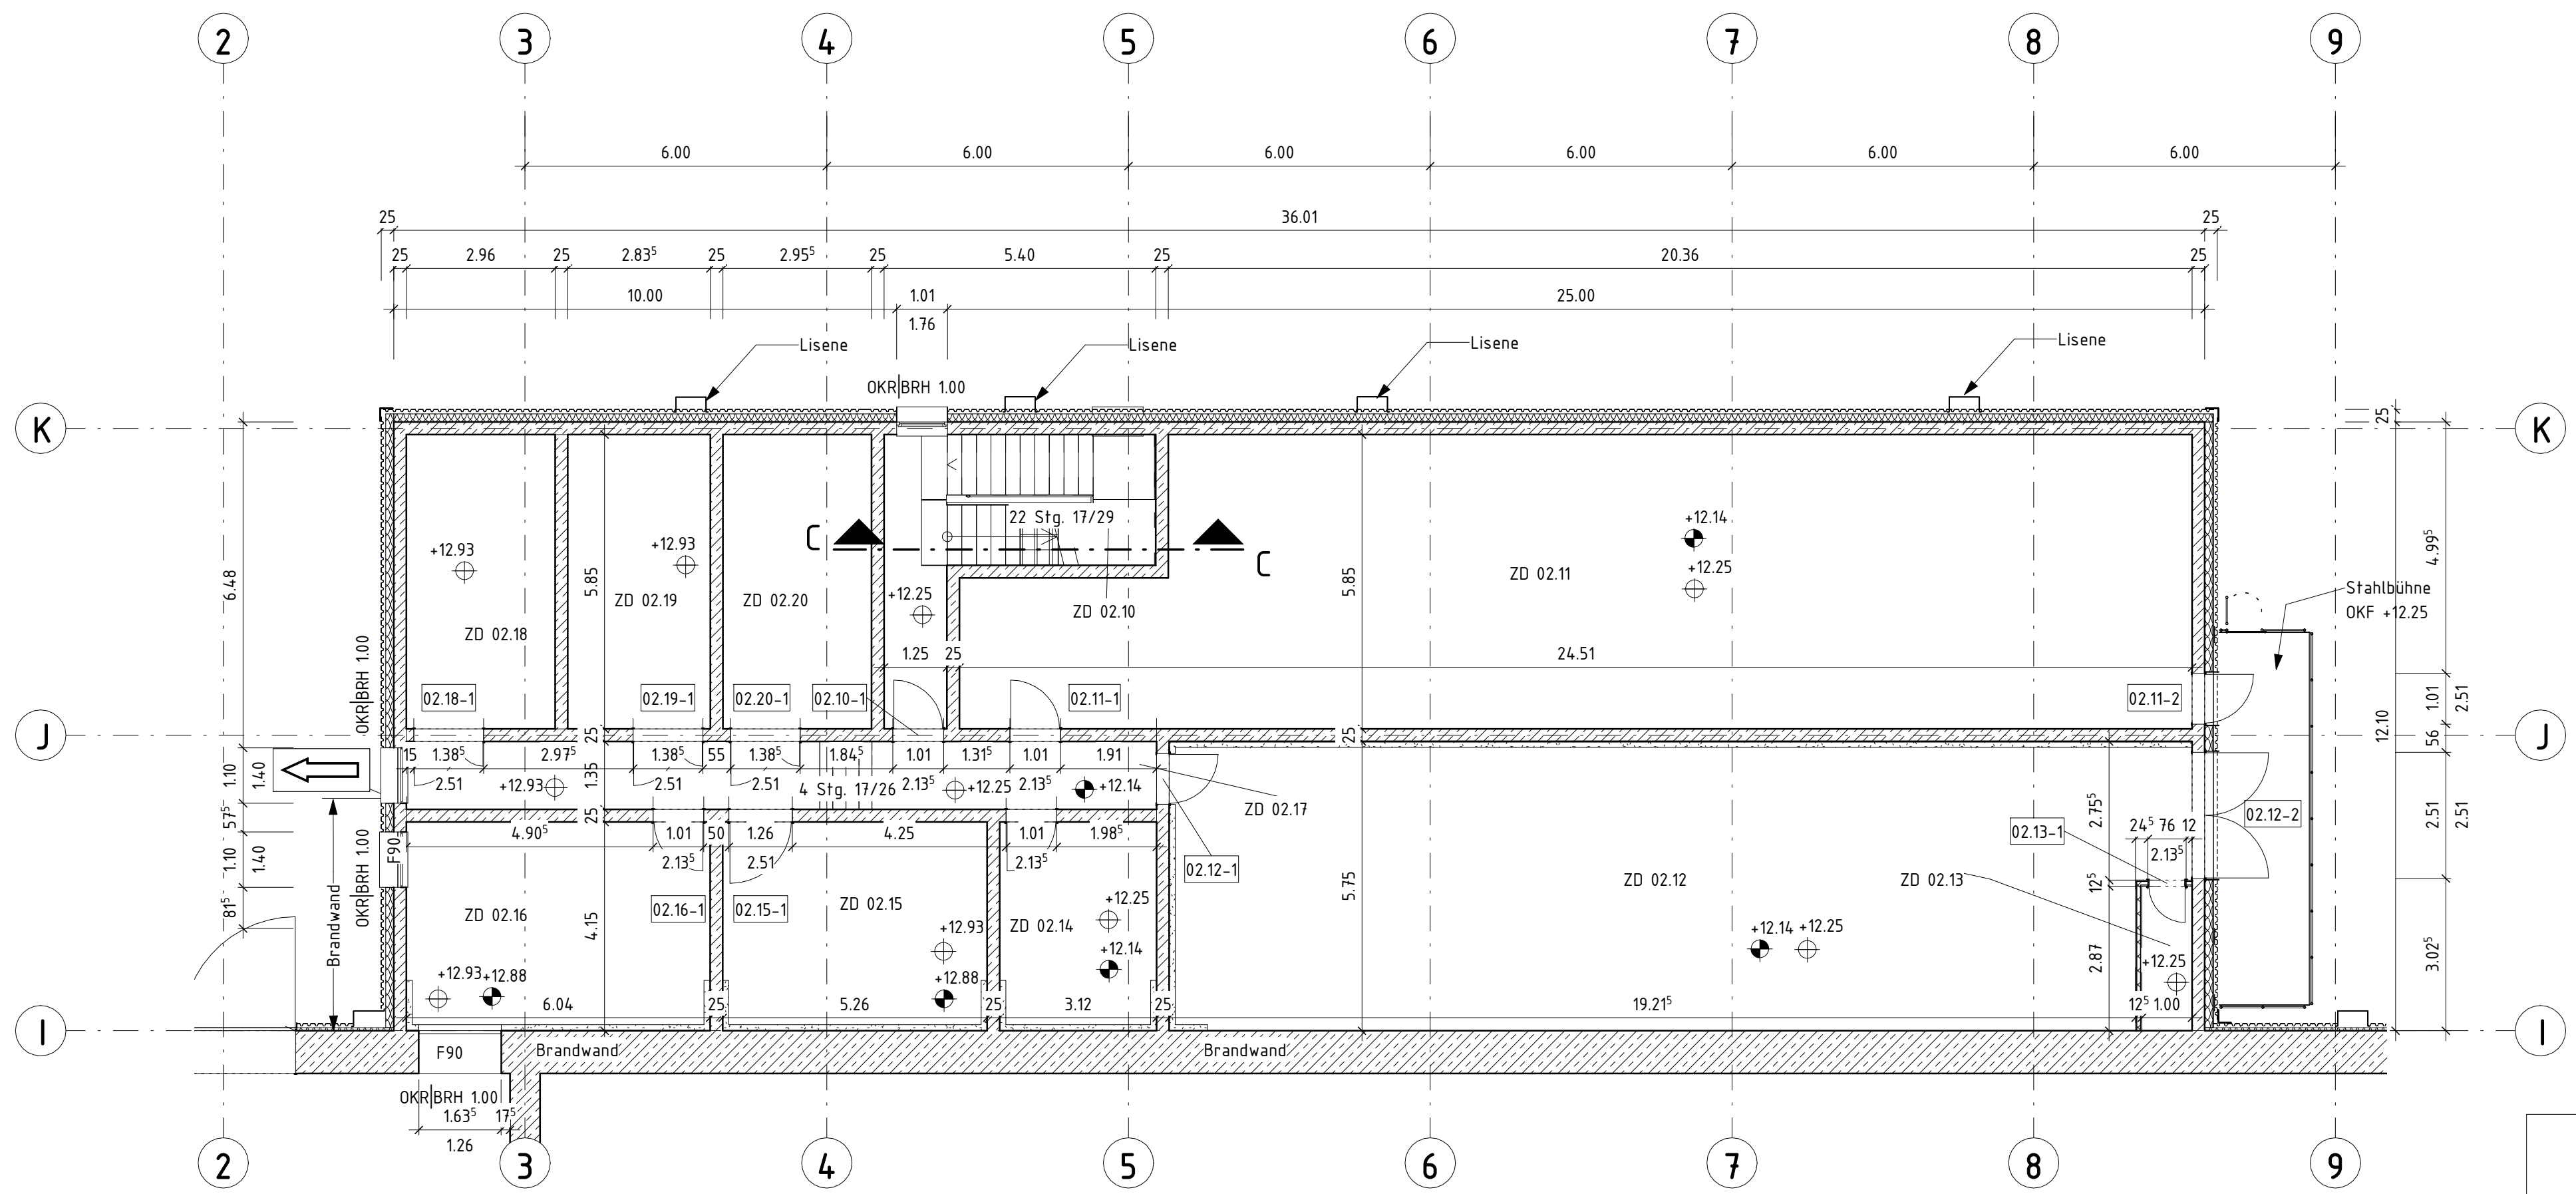 2 3 4 5 6 7 8 9
6.00 6.00 6.00 6.00 6.00 6.00
25 36.01 25
25 2.96 25 2.83⁵ 25 2.95⁵ 25 5.40 25 20.36 25
10.00 1.01 25.00
1.76
Lisene Lisene Lisene Lisene
OKR BRH 1.00
K K
25
22 Stg. 17/29
+12.14
C C
+12.93 +12.93
+12.25
ZD 02.11
5.85 5.85
6.48
4.99⁵
+12.25
Stahlbühne
OKF +12.25
ZD 02.19 ZD 02.20
ZD 02.10
ZD 02.18
1.25 25 24.51
OKR BRH 1.00
02.18-1 02.19-1 02.20-1 02.10-1 02.11-1 02.11-2
1.01 2.51
12.10
J J
25 25
56
15 1.38⁵ 2.97⁵ 1.38⁵ 55 1.38⁵ 1.84⁵ 1.01 1.31⁵ 1.01 1.91
1.10 1.40
1.35
2.51 +12.93 2.51 2.51 4 Stg. 17/26 2.13⁵ +12.25 2.13⁵ +12.14
ZD 02.17
57⁵
25
2.75⁵
2.51 2.51
02.12-2
4.90⁵ 1.01 50 1.26 4.25 1.01 1.98⁵
24⁵ 76 12
02.13-1
1.10 1.40
F90
OKR BRH 1.00
2.13⁵ 2.51 2.13⁵
2.13⁵
02.12-1
5.75
ZD 02.12
ZD 02.13
12⁵
81⁵
Brandwand
ZD 02.16
02.16-1 02.15-1
ZD 02.15
4.15
+12.25
ZD 02.14
+12.93
+12.14
+12.14 +12.25
2.87
3.02⁵
+12.25
+12.93 +12.88
+12.88
6.04 25 5.26 25 3.12 25 19.21⁵ 12⁵ 1.00
I I
F90 Brandwand Brandwand
OKR BRH 1.00
1.63⁵ 17⁵
1.26
2 3 4 5 6 7 8 9